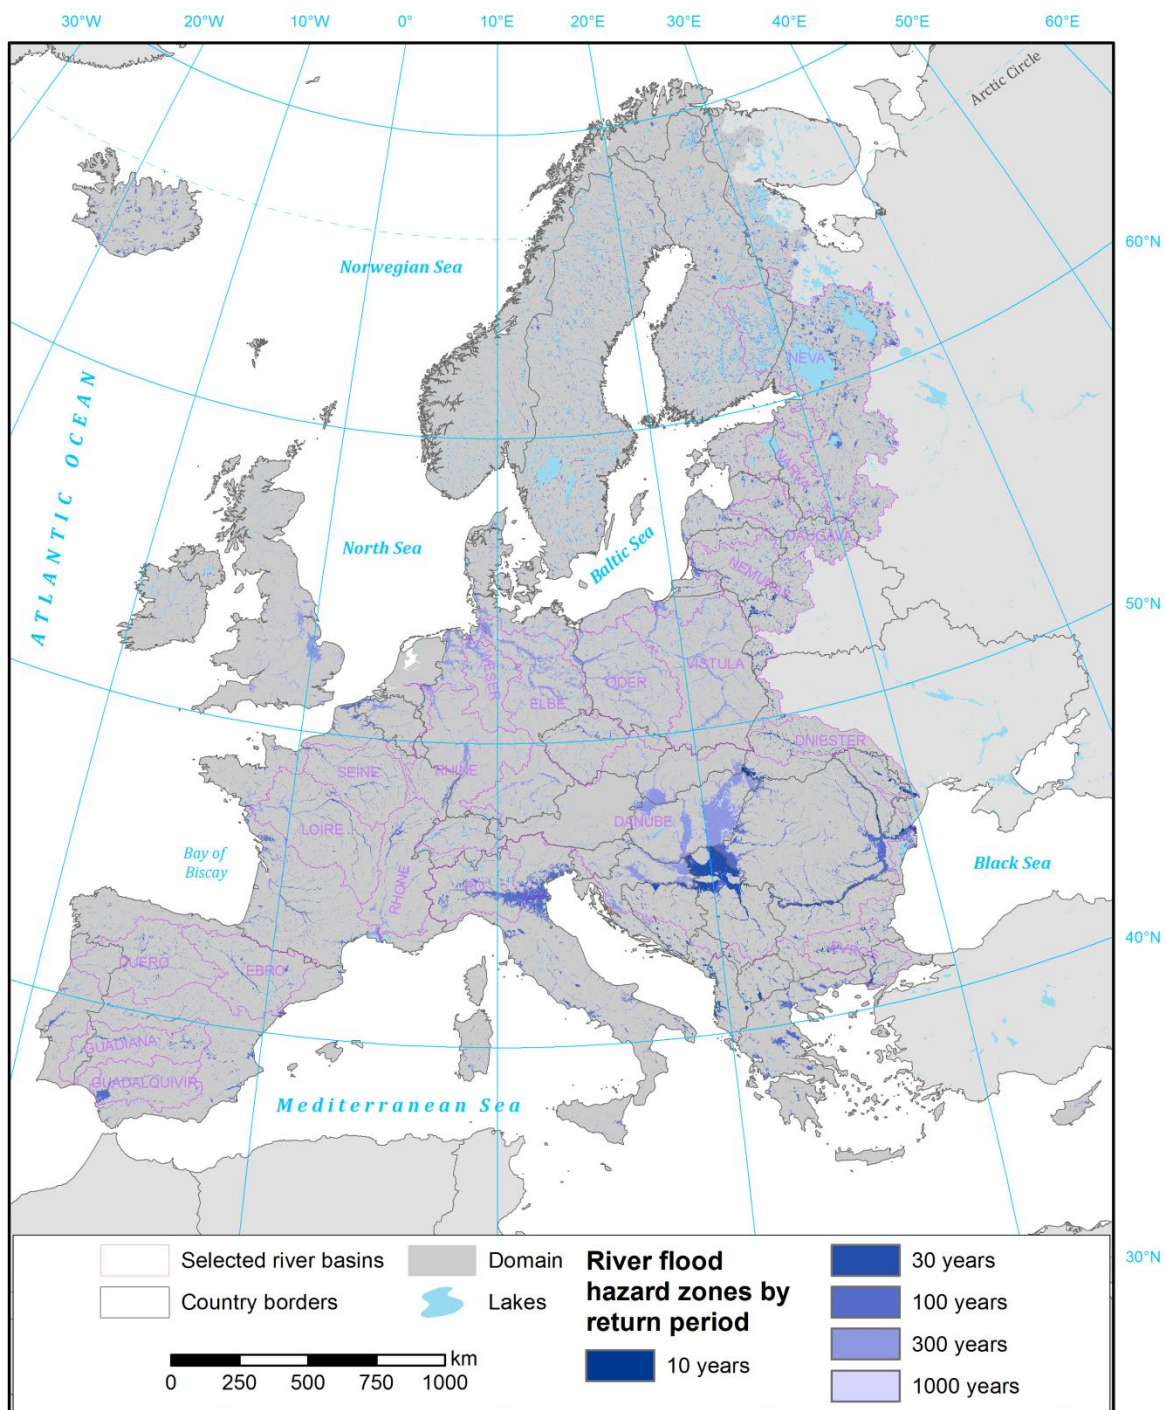 30°W 20°W 10°W 0° 10°E 20°E 30°E 40°E 50°E 60°E
Arctic Circle
60°N
Norwegian Sea
NEVA
ATLANTIC OCEAN
NARVA
North Sea
Baltic Sea
DAUGAVA
NEMUNAS
50°N
WESER
VISTULA
ODER
ELBE
DNIESTER
SEINE
RHINE
LOIRE
DANUBE
Bay of
Biscay
Black Sea
RHONE
PO
40°N
EVROS
DUERO
EBRO
GUADIANA
GUADALQUIVIR
Mediterranean Sea
30°N
Selected river basins
Country borders
Domain
Lakes
km
0 250 500 750 1000
River flood
hazard zones by
return period
10 years
30 years
100 years
300 years
1000 years